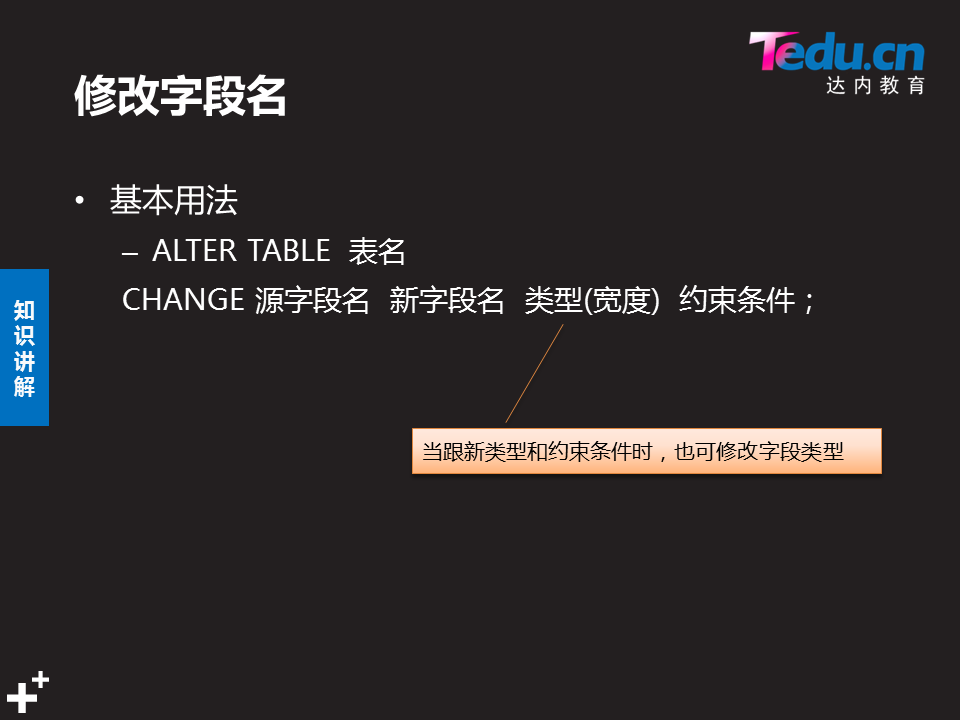 Tedu.cn
达内教育
修改字段名
• 基本用法
– ALTER TABLE 表名
CHANGE 源字段名 新字段名 类型(宽度) 约束条件；
知识讲解
当跟新类型和约束条件时，也可修改字段类型